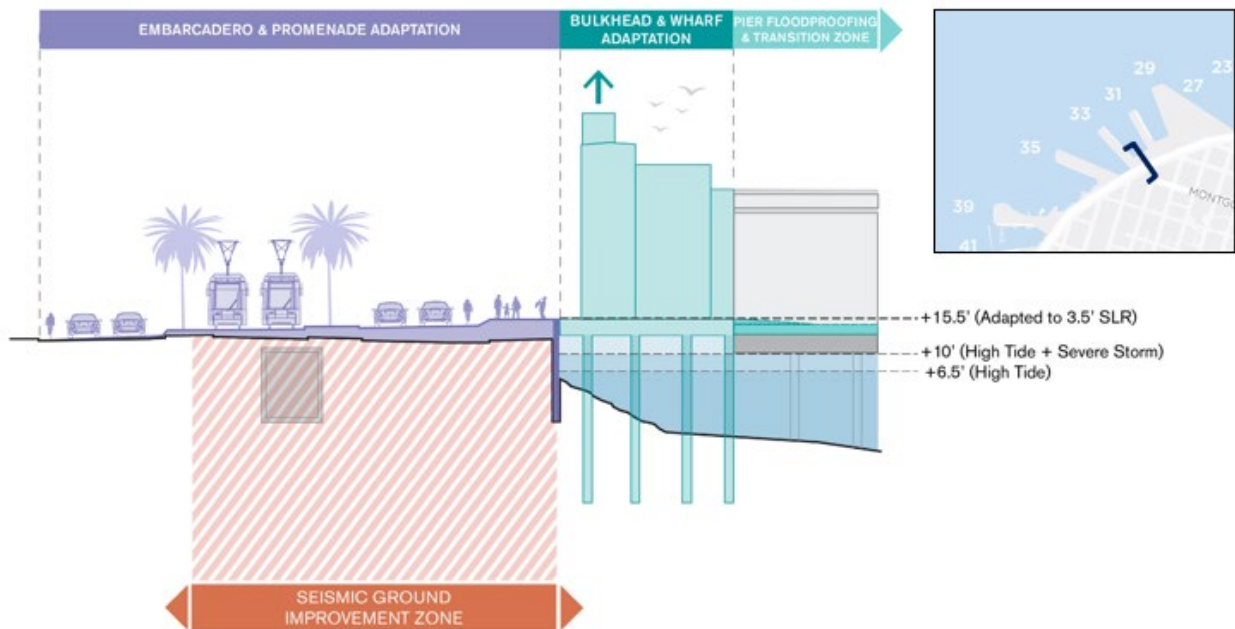 EMBARCADERO & PROMENADE ADAPTATION
BULKHEAD & WHARF
ADAPTATION
PIER FLOODPROOFING
& TRANSITION ZONE
29
23
27
31
33
35
39
41
+15.5' (Adapted to 3.5' SLR)
+10' (High Tide + Severe Storm)
+6.5' (High Tide)
SEISMIC GROUND
IMPROVEMENT ZONE